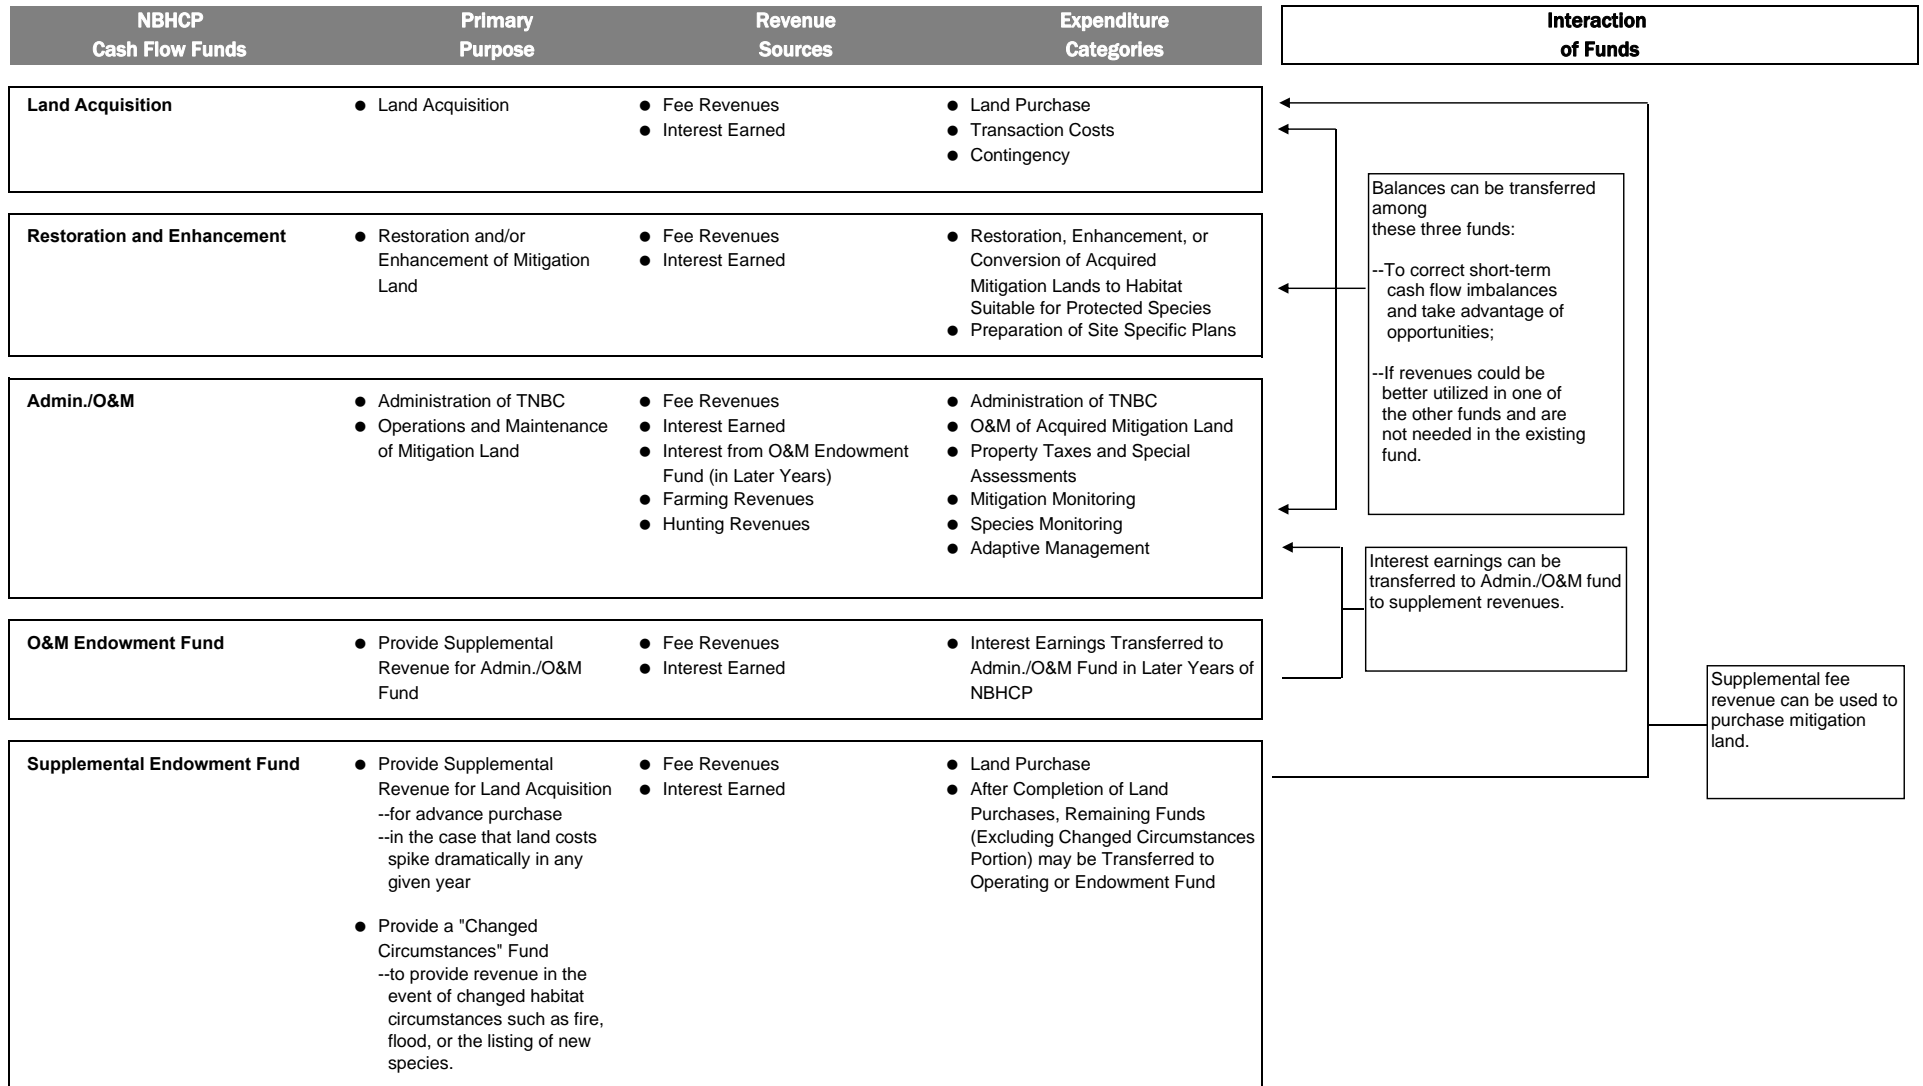 NBHCP
Cash Flow Funds
Primary
Purpose
Revenue
Sources
Expenditure
Categories
Interaction
of Funds
Land Acquisition
● Land Acquisition
● Fee Revenues
● Interest Earned
● Land Purchase
● Transaction Costs
● Contingency
Restoration and Enhancement
● Restoration and/or
Enhancement of Mitigation
Land
● Fee Revenues
● Interest Earned
● Restoration, Enhancement, or
Conversion of Acquired
Mitigation Lands to Habitat
Suitable for Protected Species
● Preparation of Site Specific Plans
Admin./O&M
● Administration of TNBC
● Operations and Maintenance
of Mitigation Land
● Fee Revenues
● Interest Earned
● Interest from O&M Endowment
Fund (in Later Years)
● Farming Revenues
● Hunting Revenues
● Administration of TNBC
● O&M of Acquired Mitigation Land
● Property Taxes and Special
Assessments
● Mitigation Monitoring
● Species Monitoring
● Adaptive Management
O&M Endowment Fund
● Provide Supplemental
Revenue for Admin./O&M
Fund
● Fee Revenues
● Interest Earned
● Interest Earnings Transferred to
Admin./O&M Fund in Later Years of
NBHCP
Supplemental Endowment Fund
● Provide Supplemental
Revenue for Land Acquisition
--for advance purchase
--in the case that land costs
spike dramatically in any
given year
● Provide a "Changed
Circumstances" Fund
--to provide revenue in the
event of changed habitat
circumstances such as fire,
flood, or the listing of new
species.
● Fee Revenues
● Interest Earned
● Land Purchase
● After Completion of Land
Purchases, Remaining Funds
(Excluding Changed Circumstances
Portion) may be Transferred to
Operating or Endowment Fund
Balances can be transferred
among
these three funds:
--To correct short-term
cash flow imbalances
and take advantage of
opportunities;
--If revenues could be
better utilized in one of
the other funds and are
not needed in the existing
fund.
Interest earnings can be
transferred to Admin./O&M fund
to supplement revenues.
Supplemental fee
revenue can be used to
purchase mitigation
land.